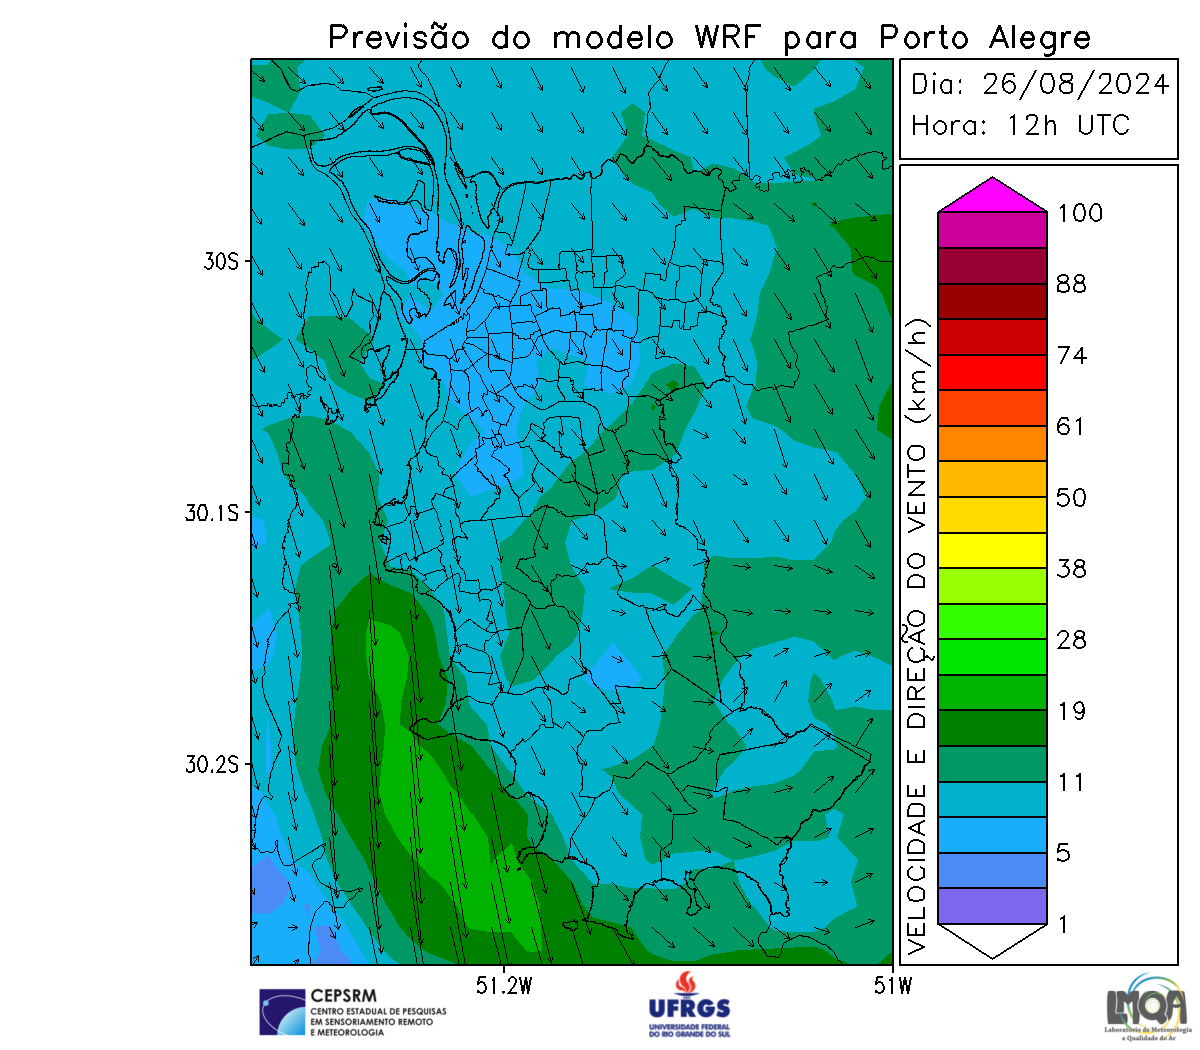 Previsão do modelo WRF para Porto Alegre
Dia: 26/08/2024
Hora: 12h UTC
30S
30.1S
30.2S
51.2W
51W
VELOCIDADE E DIREÇÃO DO VENTO (km/h)
100
88
74
61
50
38
28
19
11
5
1
CEPSRM
CENTRO ESTADUAL DE PESQUISAS
EM SENSORIAMENTO REMOTO
E METEOROLOGIA
UFRGS
UNIVERSIDADE FEDERAL
DO RIO GRANDE DO SUL
LMQA
Laboratório de Meteorologia
e Qualidade do Ar